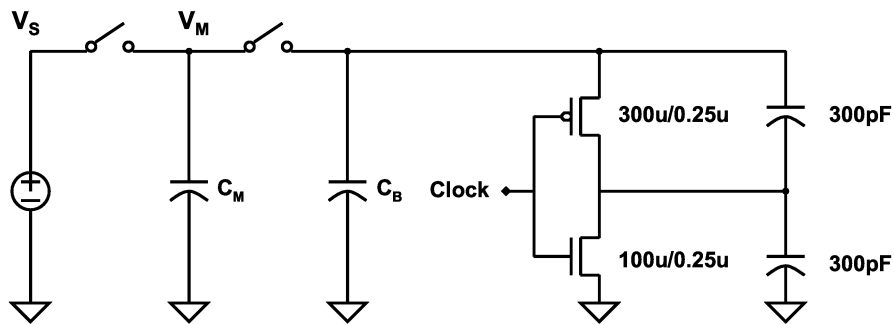 V_S
V_M
300u/0.25u
300pF
C_M
C_B
Clock
100u/0.25u
300pF